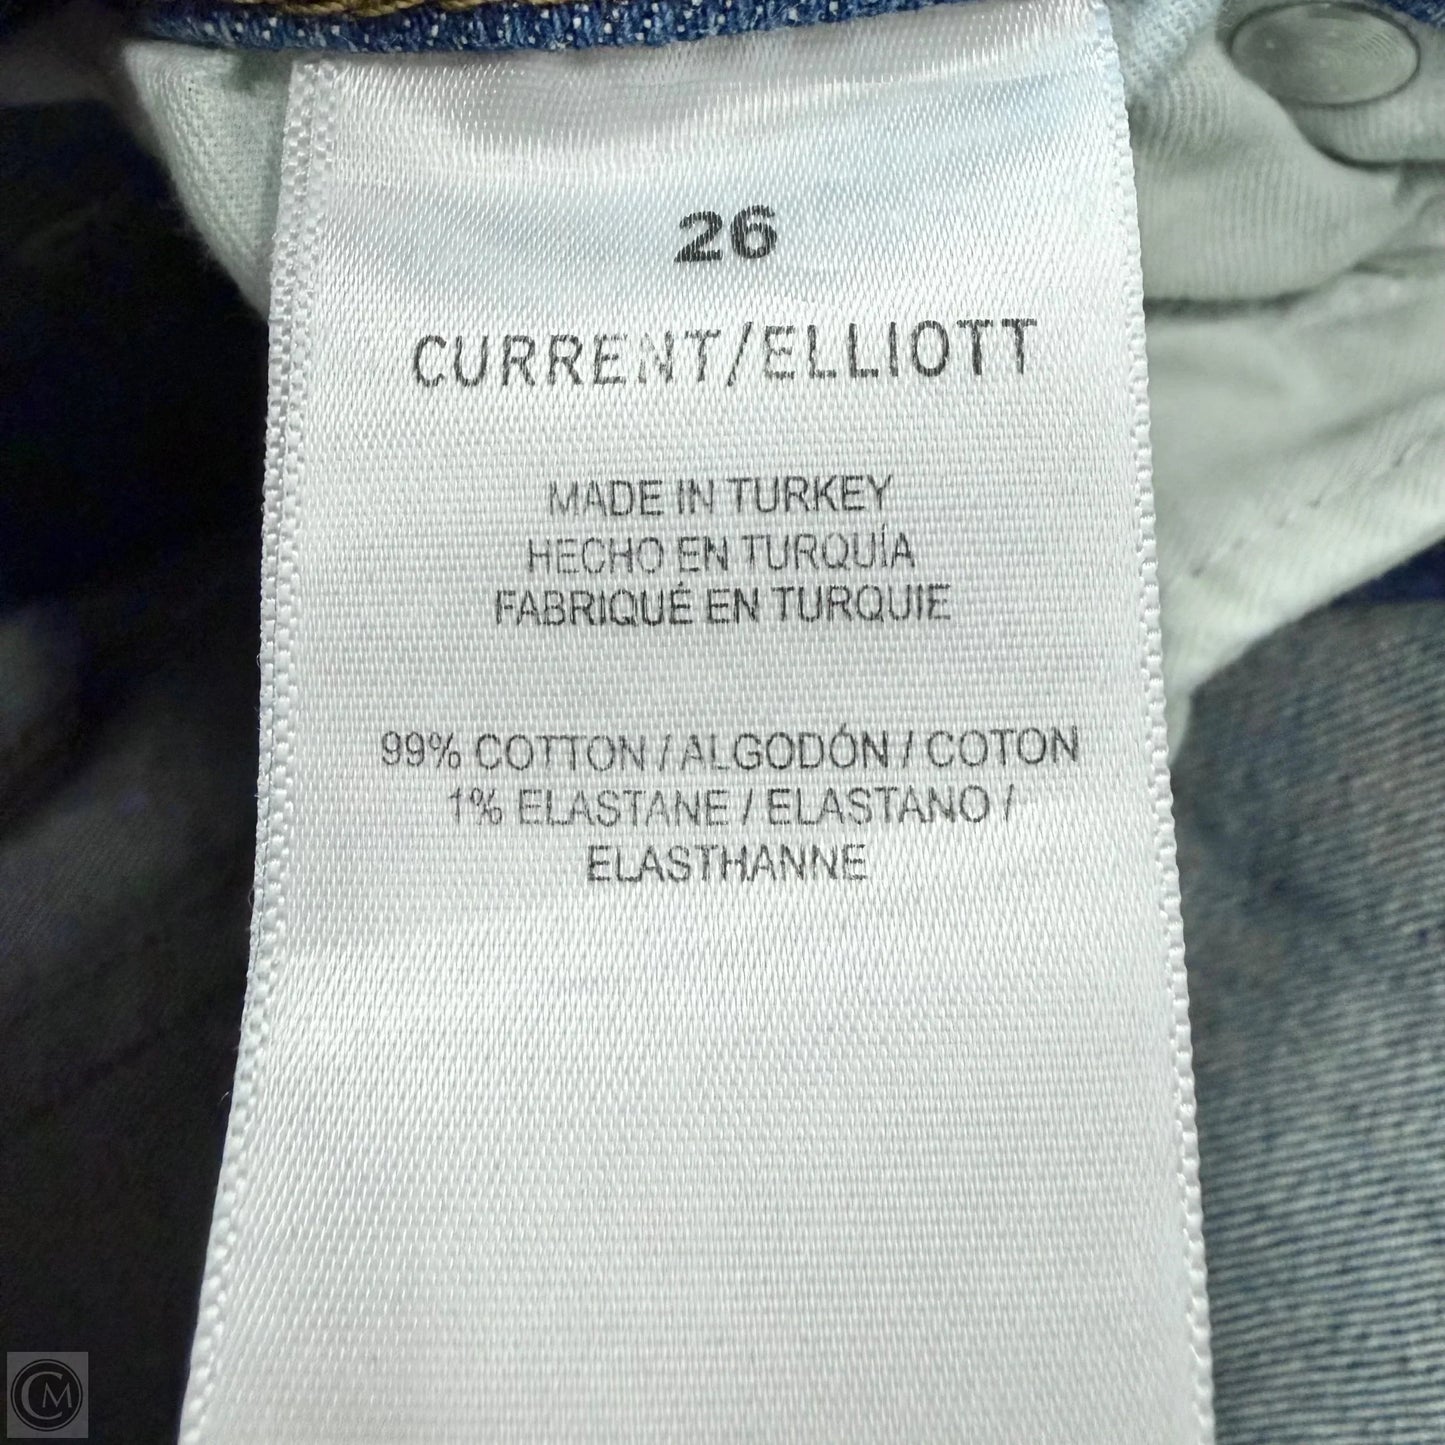 26
CURRENT/ELLIOTT
MADE IN TURKEY
HECHO EN TURQUÍA
FABRIQUÉ EN TURQUIE
99% COTTON / ALGODÓN / COTON
1% ELASTANE / ELASTANO /
ELASTHANNE
CM